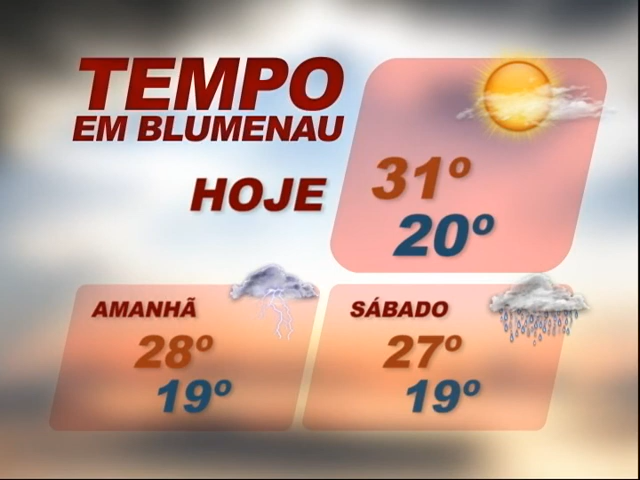 TEMPO
EM BLUMENAU
HOJE
31º
20º
AMANHÃ
28º
19º
SÁBADO
27º
19º